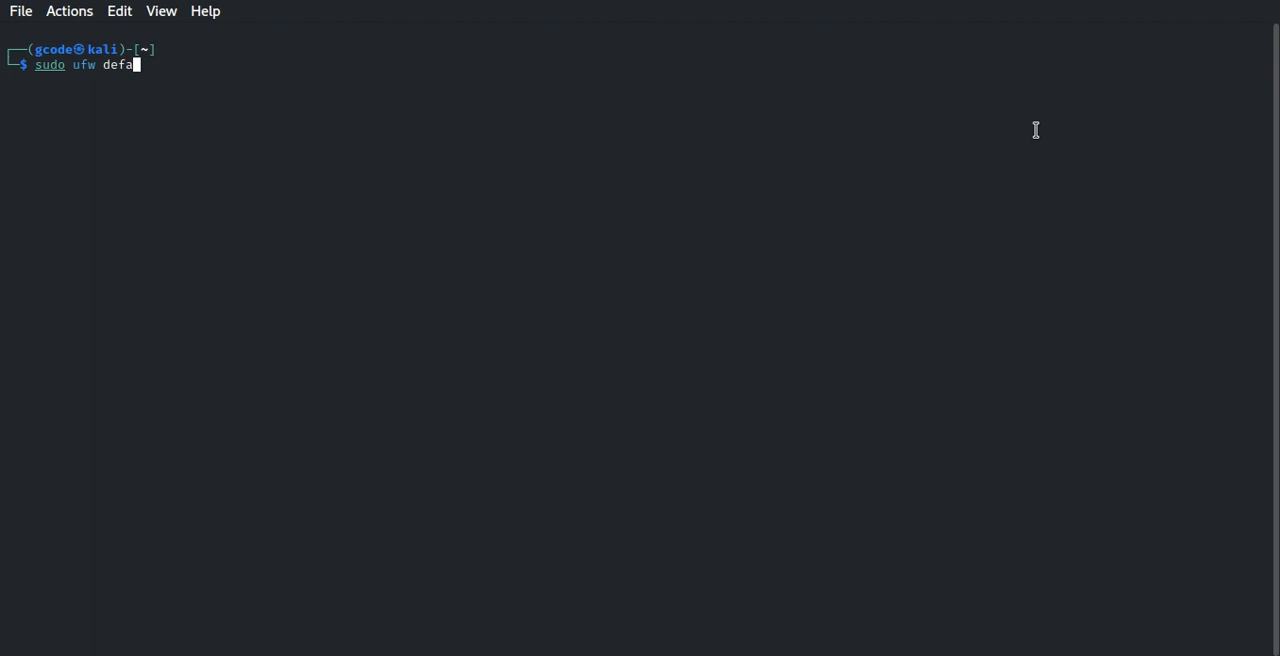 File Actions Edit View Help
┌──(gcode㉿kali)-[~]
└─$ sudo ufw defa